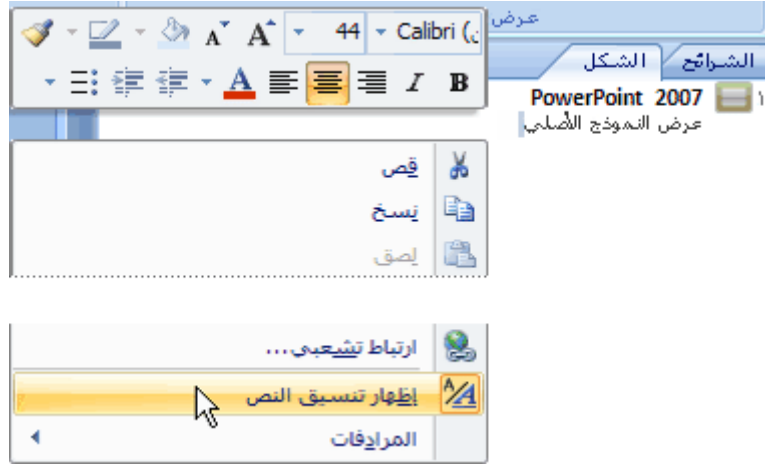 عرض
الشرائح الشكل
١ PowerPoint 2007
عرض النموذج الأصلي
Calibri ( 44 A A
B I A
قص
نسخ
لصق
ارتباط تشعبي...
إظهار تنسيق النص
المرادفات